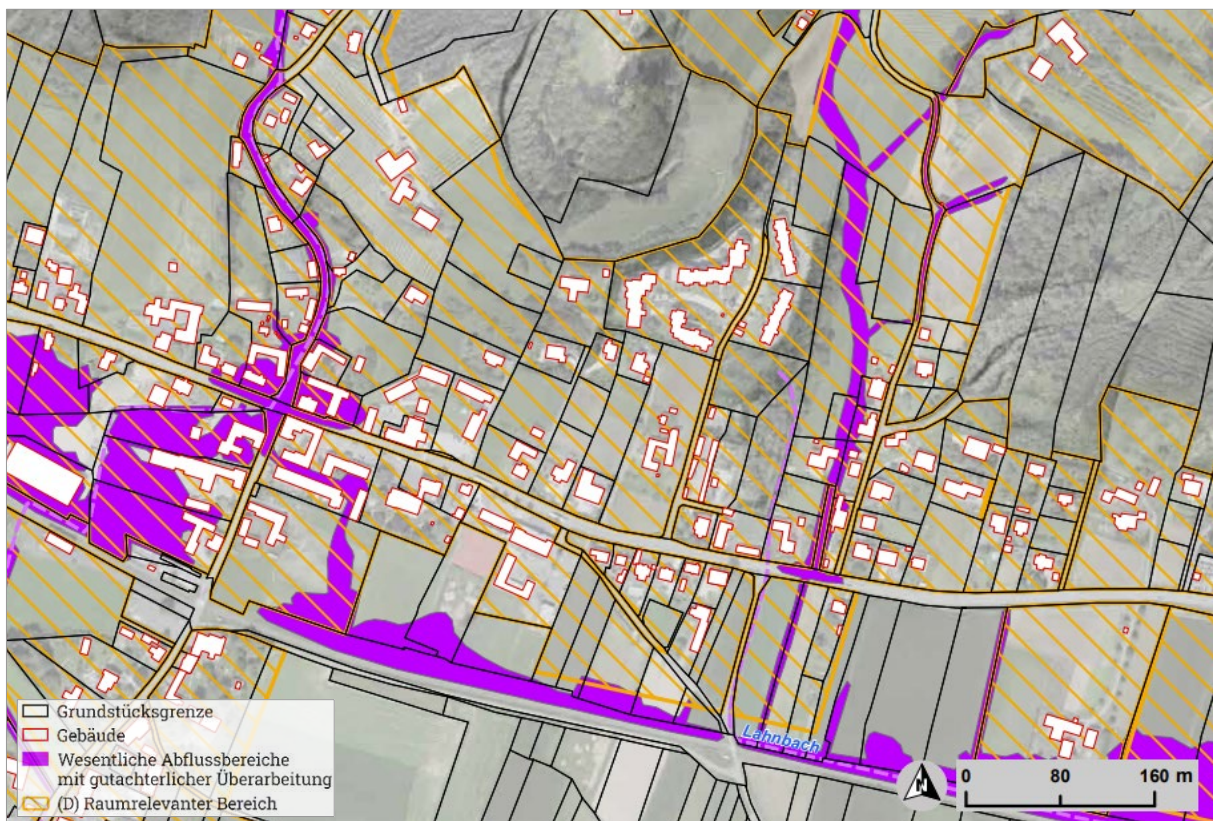 Lahnbach
Grundstücksgrenze
Gebäude
Wesentliche Abflussbereiche
mit gutachterlicher Überarbeitung
(D) Raumrelevanter Bereich
N
0 80 160 m